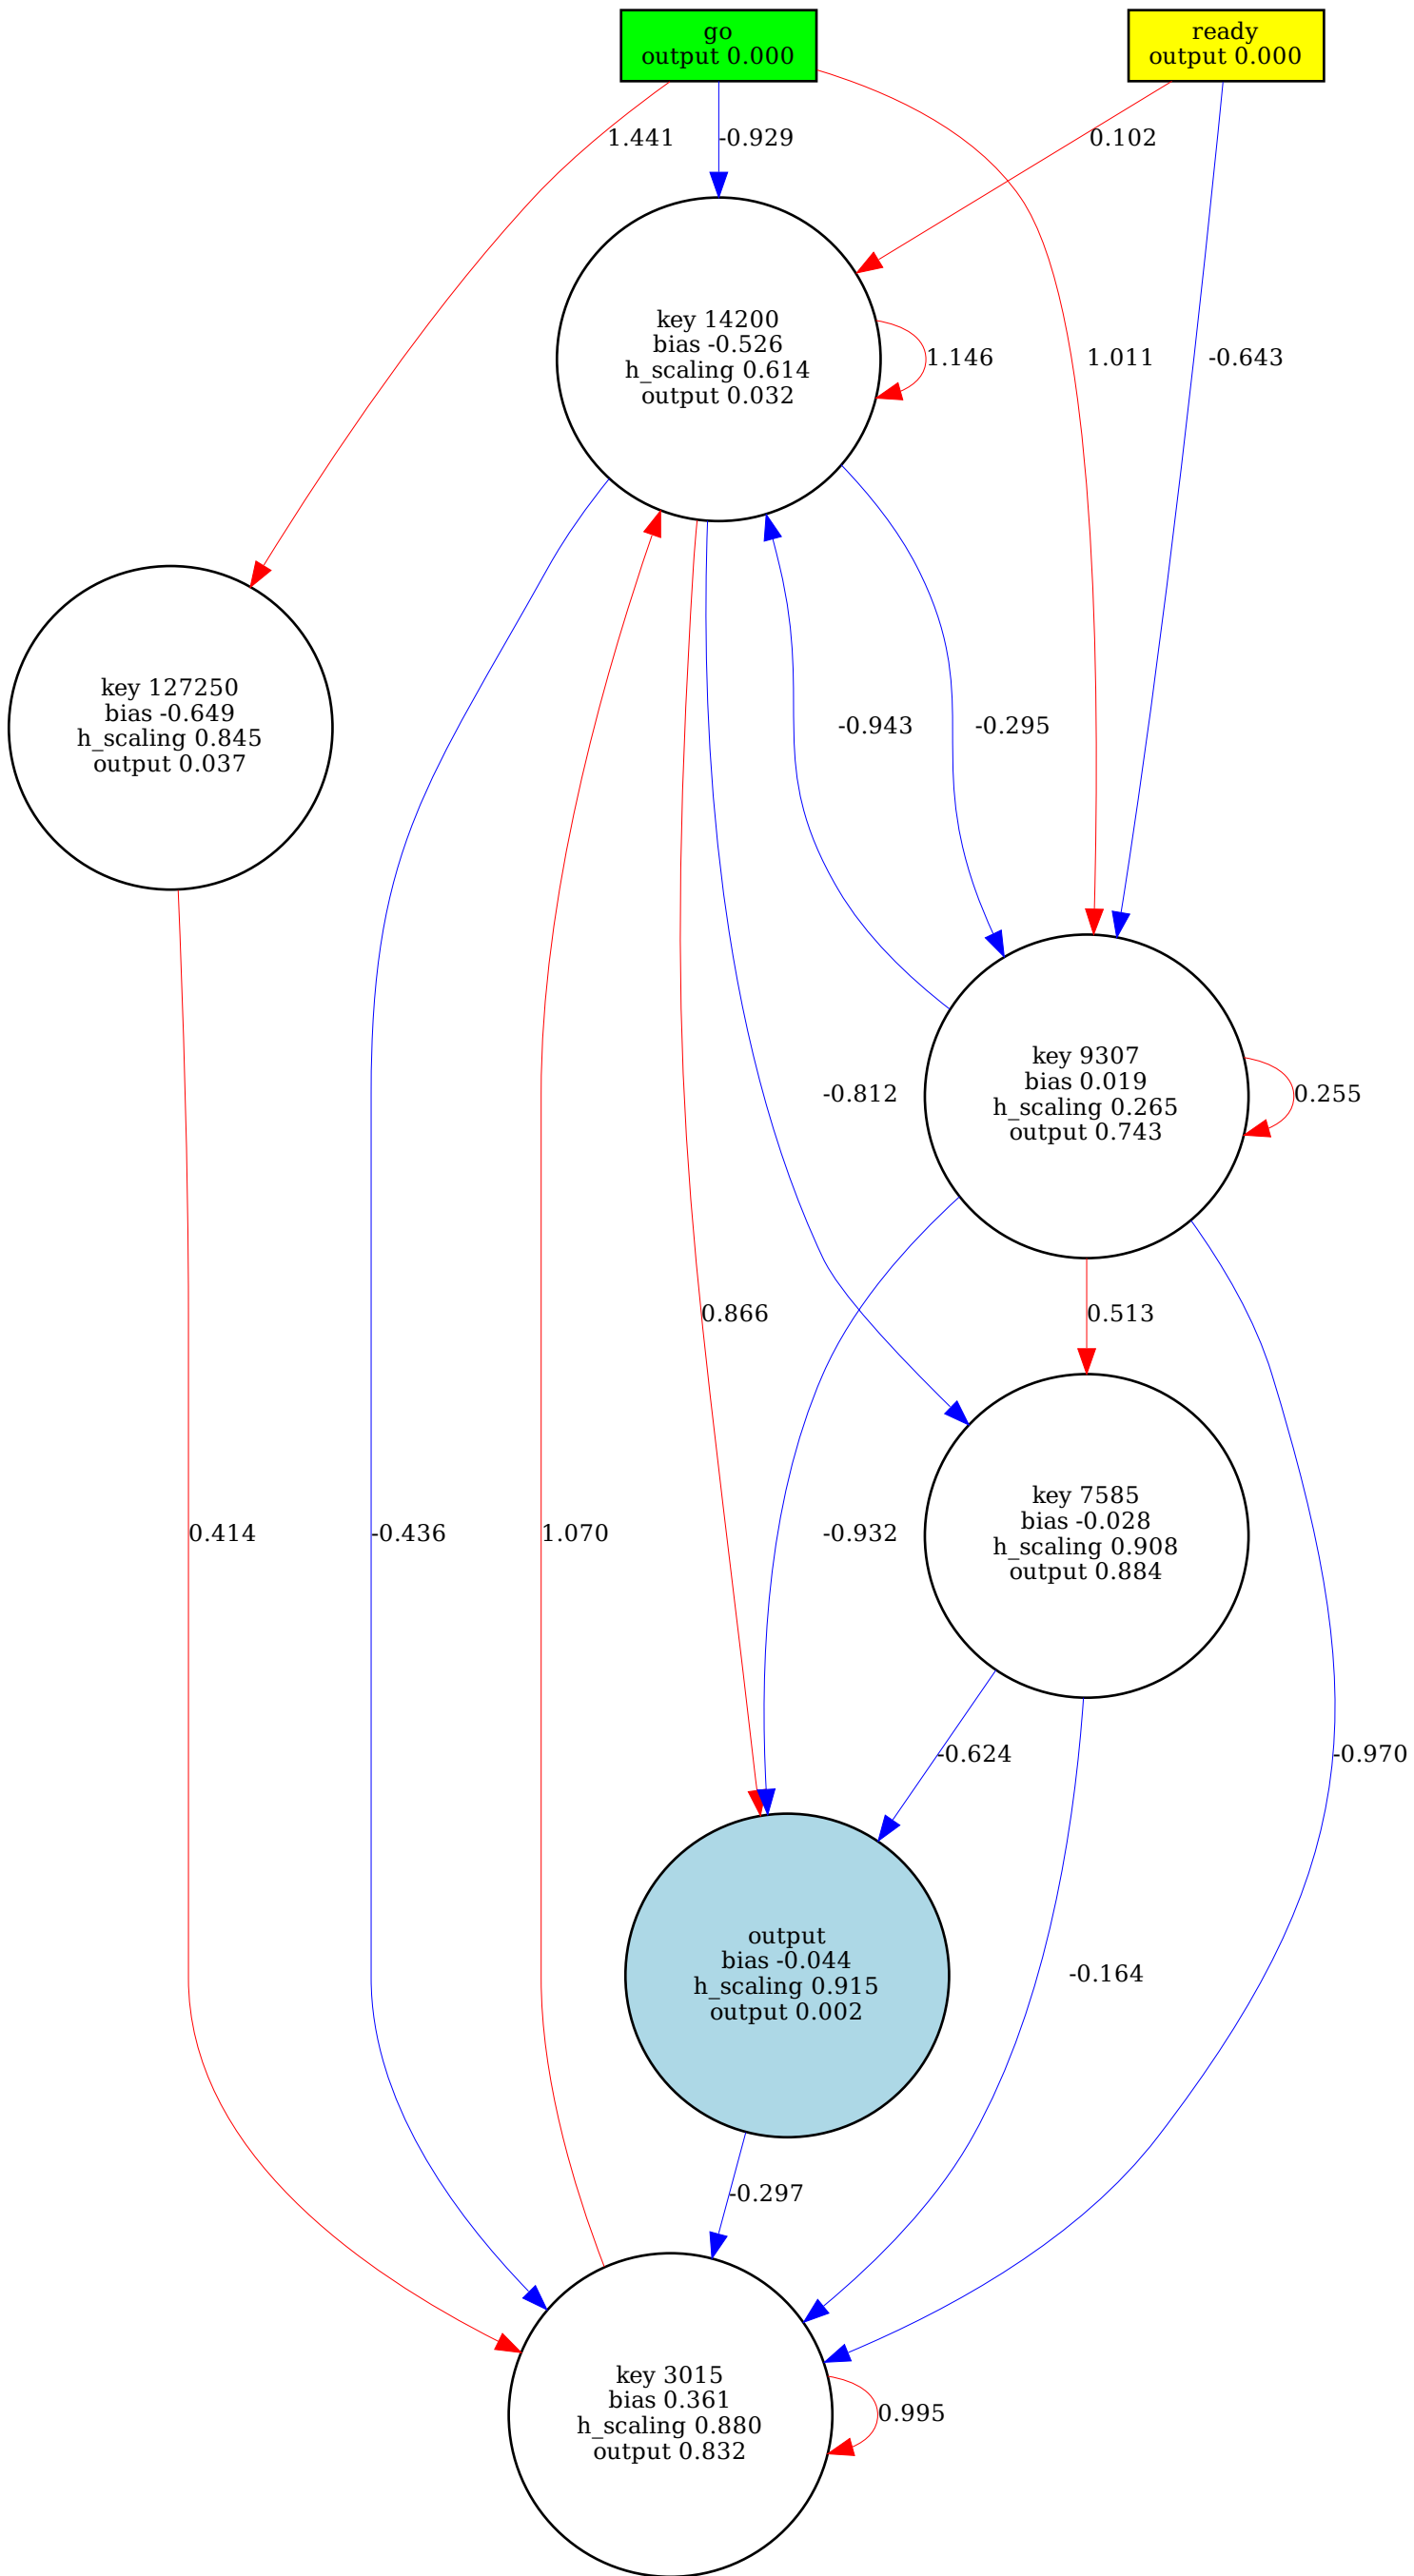 go
output 0.000
ready
output 0.000
1.441
-0.929
0.102
key 14200
bias -0.526
h_scaling 0.614
output 0.032
1.146
1.011
-0.643
key 127250
bias -0.649
h_scaling 0.845
output 0.037
-0.943
-0.295
key 9307
bias 0.019
h_scaling 0.265
output 0.743
-0.812
0.255
0.866
0.513
key 7585
bias -0.028
h_scaling 0.908
output 0.884
0.414
-0.436
1.070
-0.932
-0.624
-0.970
output
bias -0.044
h_scaling 0.915
output 0.002
-0.164
-0.297
key 3015
bias 0.361
h_scaling 0.880
output 0.832
0.995